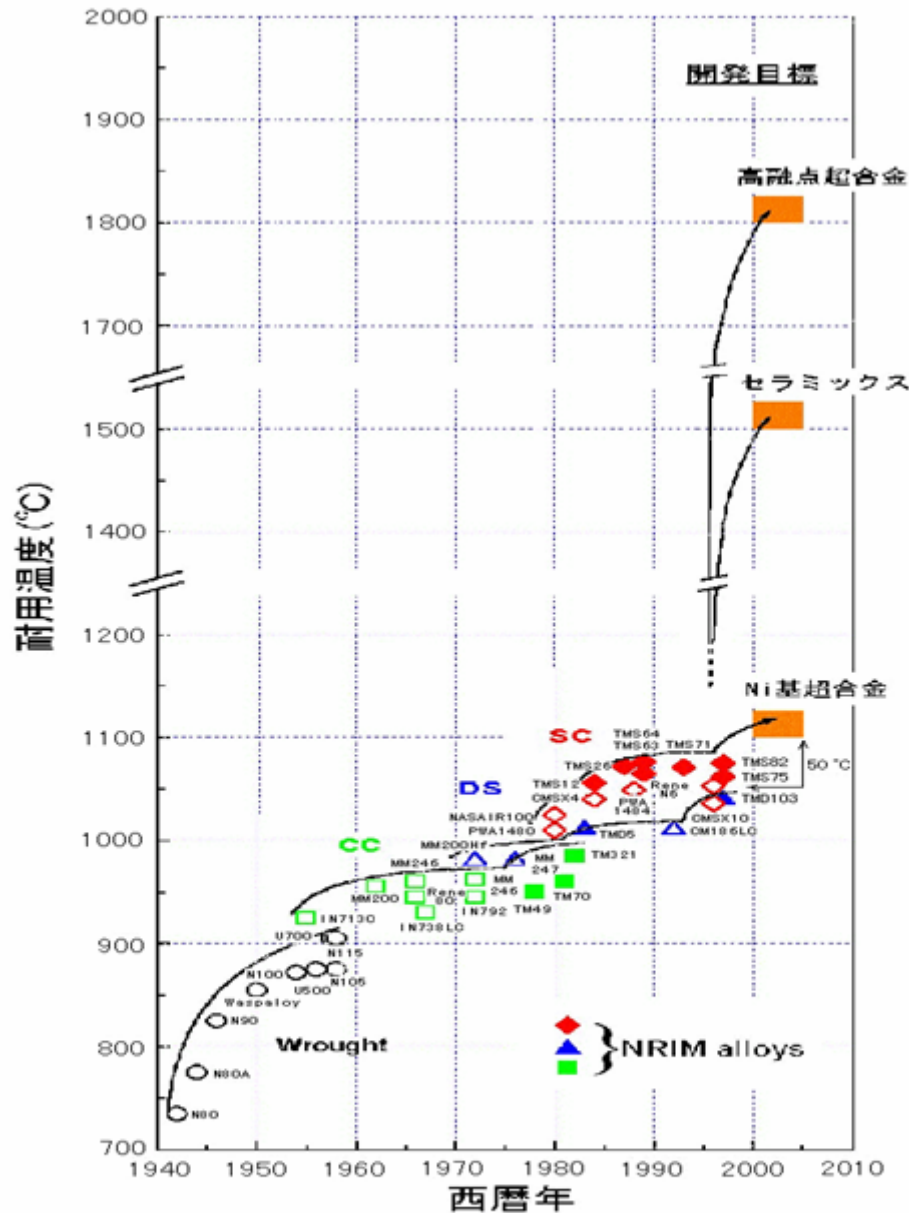 2000
1900
1800
1700
1500
1400
1200
1100
1000
900
800
700
耐用温度(℃)
開発目標
高融点超合金
セラミックス
Ni基超合金
50 ℃
SC
TMS64
TMS63
TMS71
TMS26
TMS82
TMS75
TMS12
DS
CMSX4
PWA
1484
Rene
N6
TMD103
NASAIR100
PWA1480
CMSX10
CM186LC
TMD5
MM200Hf
CC
MM246
MM
247
TM321
MM200
Rene
80
MM
246
IN792
TM49
TM70
IN713C
IN738LC
U700
N115
N100
U500
N105
Waspaloy
N90
N80A
N80
Wrought
NRIM alloys
1940
1950
1960
1970
1980
1990
2000
2010
西暦年